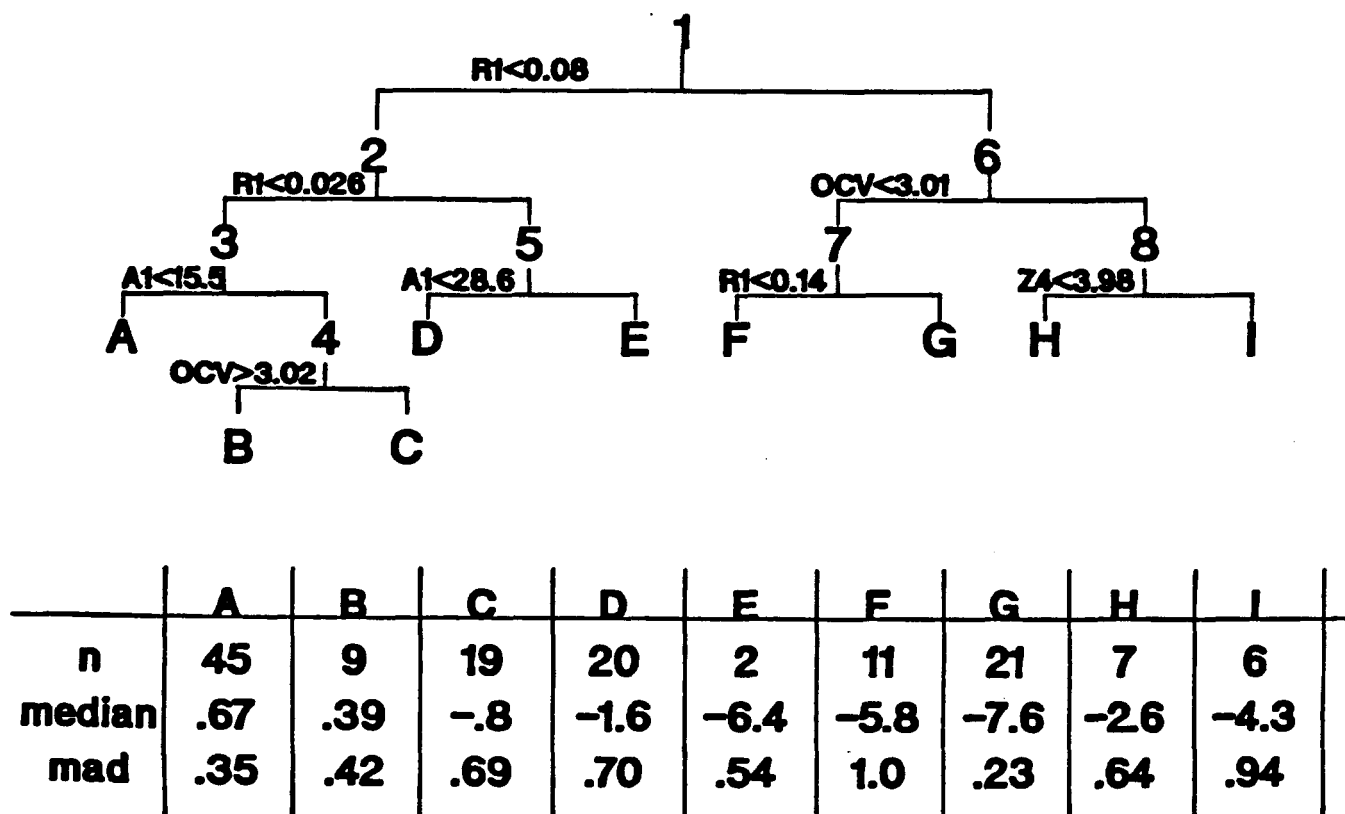 1
R1<0.08
2 6
R1<0.026 OCV<3.01
3 5 7 8
A1<15.5 A1<28.6 R1<0.14 Z4<3.98
A 4 D E F G H I
OCV>3.02
B C
A B C D E F G H I
n 45 9 19 20 2 11 21 7 6
median .67 .39 -.8 -1.6 -6.4 -5.8 -7.6 -2.6 -4.3
mad .35 .42 .69 .70 .54 1.0 .23 .64 .94